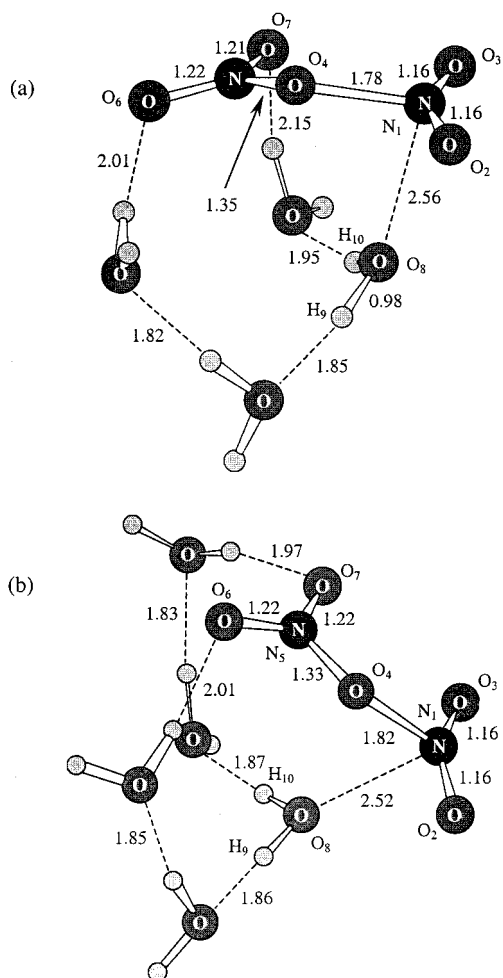 (a)
O7
1.21 O O4 O3
1.22 N O 1.78 1.16 O
O6 O N 1.16
N1 O
2.15 O2
2.01
1.35 2.56
O H10
1.95 O O8
O H9 0.98
1.82 1.85
O
(b)
O 1.97
O6 O7
1.83 O 1.22 N O 1.22
N5 O4
2.01 1.33 O N1 O3
O 1.87 1.82 O
H10 N 1.16
O 2.52 1.16
O O
1.85 H9 O8 O2
1.86
O